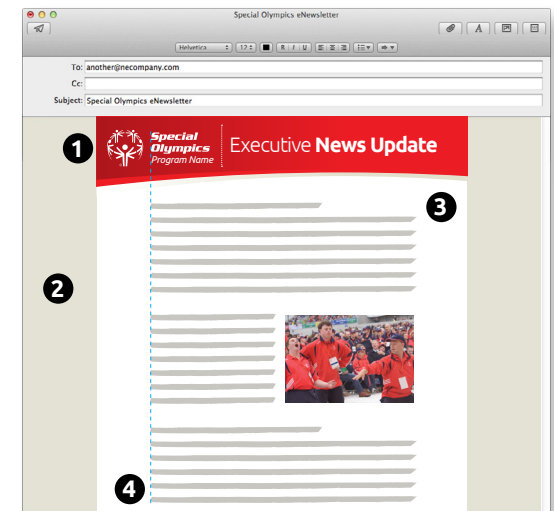 Special Olympics eNewsletter
Helvetica 12 B I U
To: another@necompany.com
Cc:
Subject: Special Olympics eNewsletter
1
Special
Olympics
Program Name
Executive News Update
3
2
4